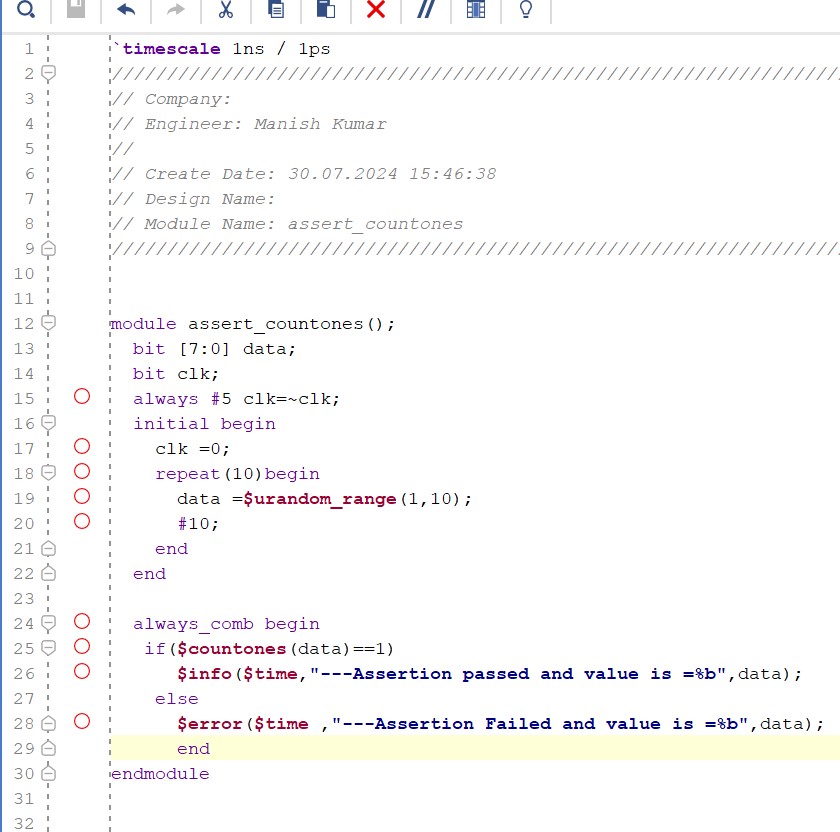 1 `timescale 1ns / 1ps
2 ////////////////////////////////////////////////////////////////////
3 // Company:
4 // Engineer: Manish Kumar
5 //
6 // Create Date: 30.07.2024 15:46:38
7 // Design Name:
8 // Module Name: assert_countones
9 ////////////////////////////////////////////////////////////////////
10
11
12 module assert_countones();
13 bit [7:0] data;
14 bit clk;
15 always #5 clk=~clk;
16 initial begin
17 clk =0;
18 repeat(10)begin
19 data =$urandom_range(1,10);
20 #10;
21 end
22 end
23
24 always_comb begin
25 if($countones(data)==1)
26 $info($time,"---Assertion passed and value is =%b",data);
27 else
28 $error($time ,"---Assertion Failed and value is =%b",data);
29 end
30 endmodule
31
32